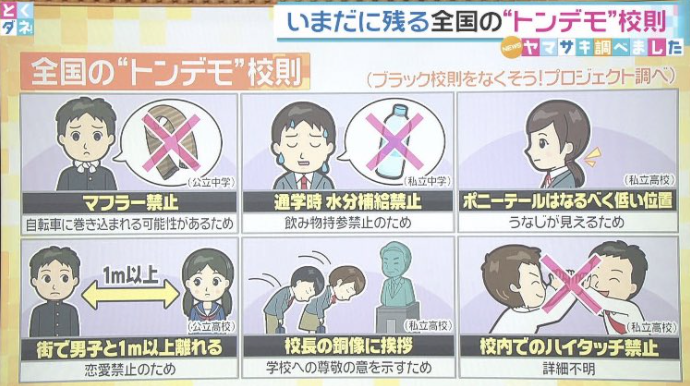 とく
ダネ!
いまだに残る全国の“トンデモ”校則
NEWS ヤマサキ調べました
全国の“トンデモ”校則
(ブラック校則をなくそう!プロジェクト調べ)
(公立中学)
マフラー禁止
自転車に巻き込まれる可能性があるため
(私立中学)
通学時 水分補給禁止
飲み物持参禁止のため
(私立高校)
ポニーテールはなるべく低い位置
うなじが見えるため
1m以上
(公立高校)
街で男子と1m以上離れる
恋愛禁止のため
(私立高校)
校長の銅像に挨拶
学校への尊敬の意を示すため
(私立高校)
校内でのハイタッチ禁止
詳細不明